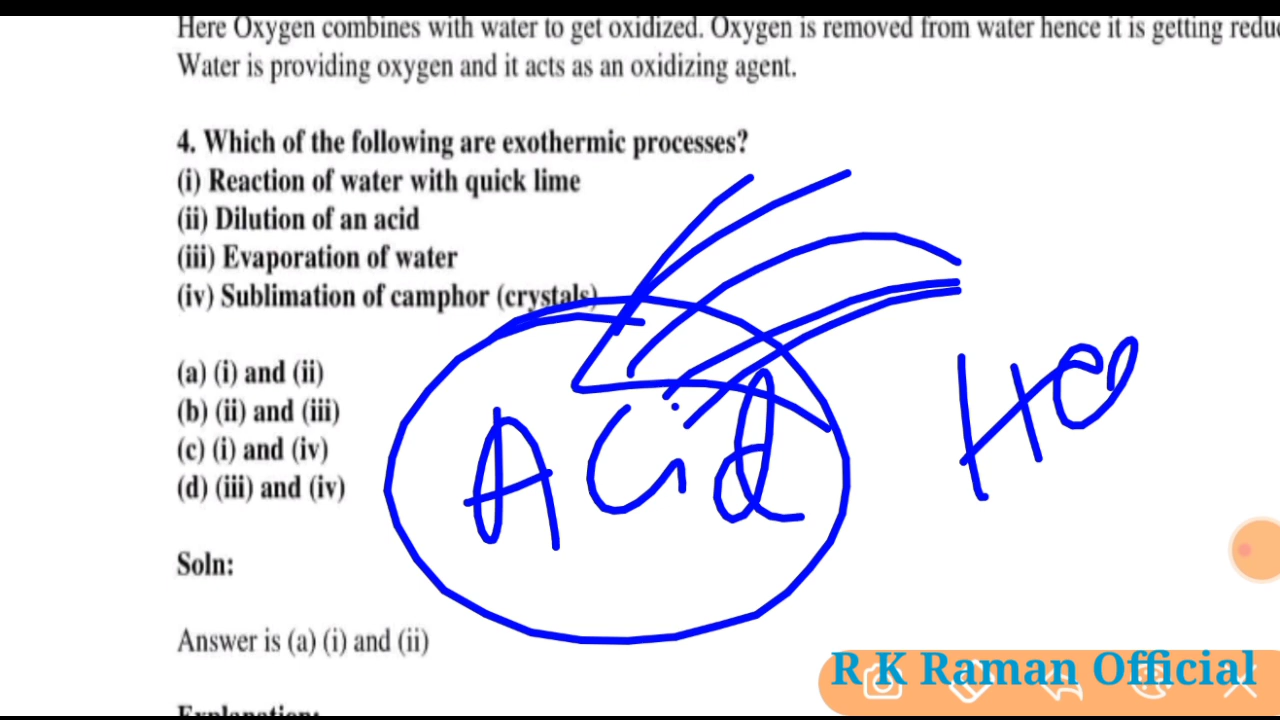 Here Oxygen combines with water to get oxidized. Oxygen is removed from water hence it is getting redu
Water is providing oxygen and it acts as an oxidizing agent.
4. Which of the following are exothermic processes?
(i) Reaction of water with quick lime
(ii) Dilution of an acid
(iii) Evaporation of water
(iv) Sublimation of camphor (crystals)
(a) (i) and (ii)
(b) (ii) and (iii)
(c) (i) and (iv)
(d) (iii) and (iv)
Acid
Soln:
Answer is (a) (i) and (ii)
R K Raman Official
Explanation: